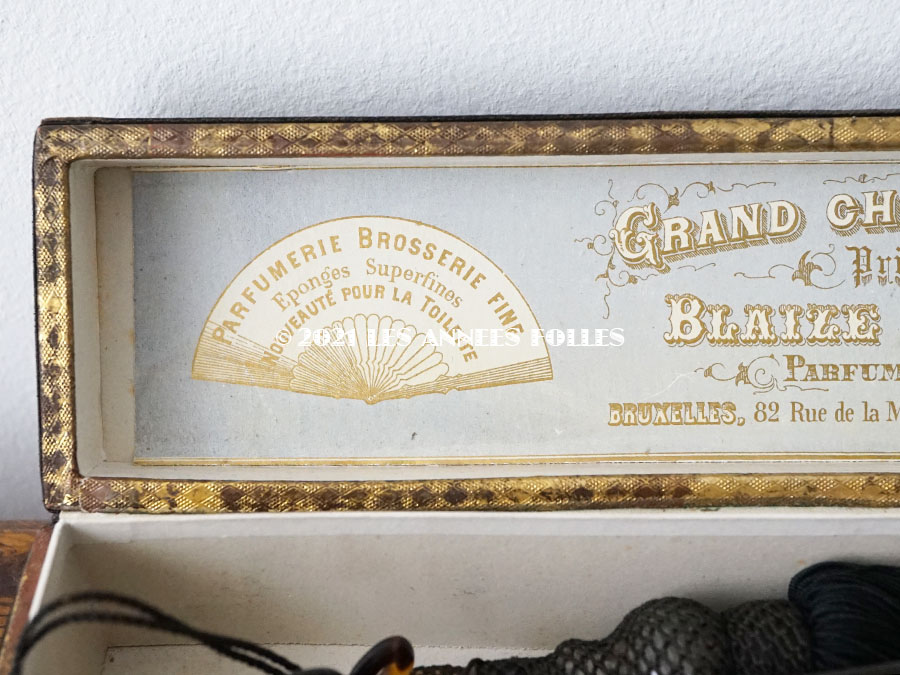 PARFUMERIE BROSSERIE FINE
Eponges Superfines
NOUVEAUTÉ POUR LA TOILETTE
© 2021 LES ANNEES FOLLES
GRAND CH
Pri
BLAIZE
PARFUM
BRUXELLES, 82 Rue de la M